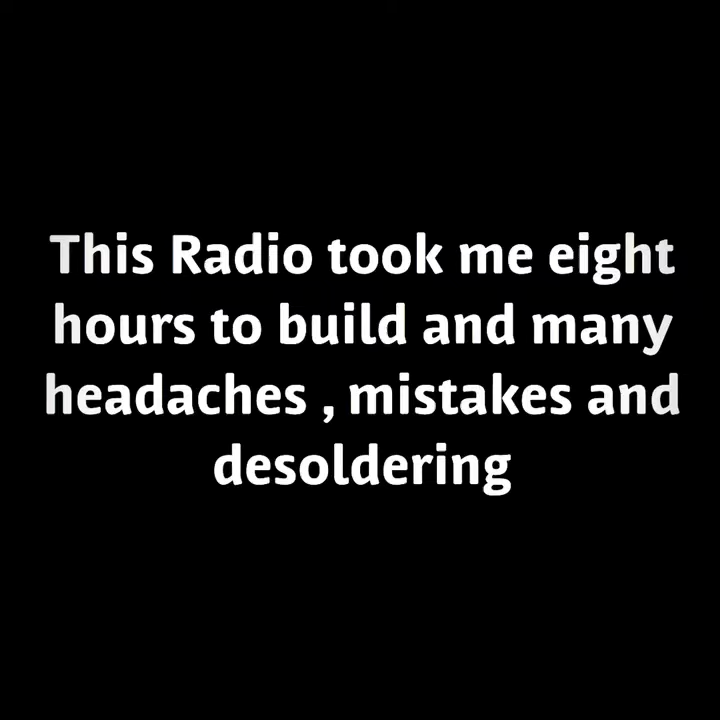 This Radio took me eight
hours to build and many
headaches , mistakes and
desoldering